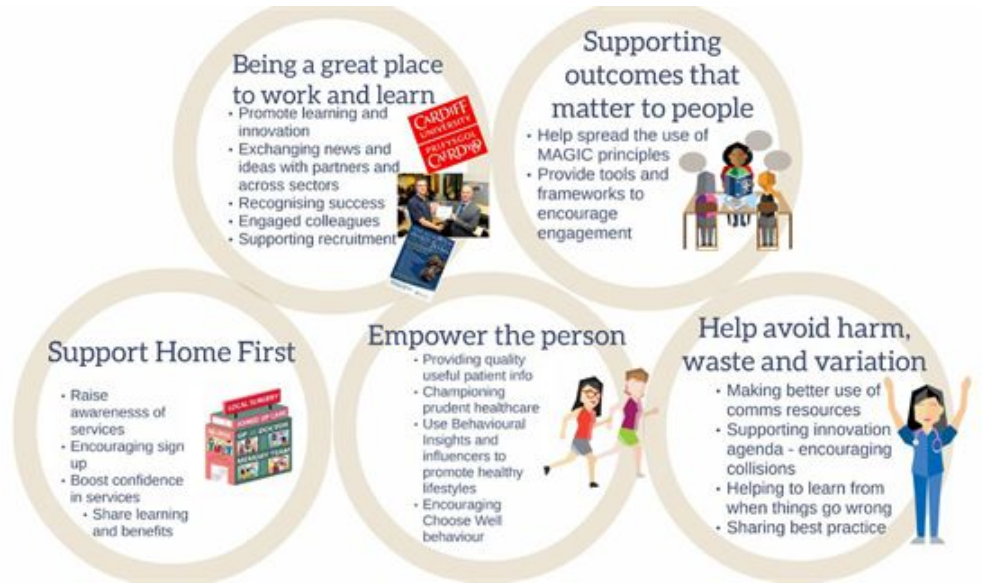 Being a great place
to work and learn
• Promote learning and
innovation
• Exchanging news and
ideas with partners and
across sectors
• Recognising success
• Engaged colleagues
• Supporting recruitment
CARDIFF
UNIVERSITY
PRIFYSGOL
CAERDYDD
Supporting
outcomes that
matter to people
• Help spread the use of
MAGIC principles
• Provide tools and
frameworks to
encourage
engagement
Support Home First
• Raise
awarenesss of
services
• Encouraging sign
up
• Boost confidence
in services
• Share learning
and benefits
LOCAL SURGERY
JOINED UP CARE
MEMORY TEAM
Empower the person
• Providing quality
useful patient info
• Championing
prudent healthcare
• Use Behavioural
Insights and
influencers to
promote healthy
lifestyles
• Encouraging
Choose Well
behaviour
Help avoid harm,
waste and variation
• Making better use of
comms resources
• Supporting innovation
agenda - encouraging
collisions
• Helping to learn from
when things go wrong
• Sharing best practice